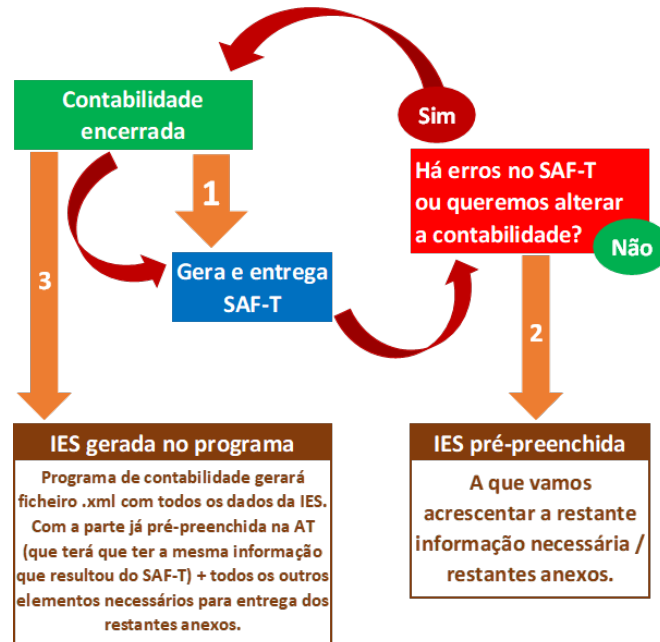 Contabilidade
encerrada
Sim
Há erros no SAF-T
ou queremos alterar
a contabilidade?
Não
1
Gera e entrega
SAF-T
3
2
IES gerada no programa
Programa de contabilidade gerará
ficheiro .xml com todos os dados da IES.
Com a parte já pré-preenchida na AT
(que terá que ter a mesma informação
que resultou do SAF-T) + todos os outros
elementos necessários para entrega dos
restantes anexos.
IES pré-preenchida
A que vamos
acrescentar a restante
informação necessária /
restantes anexos.